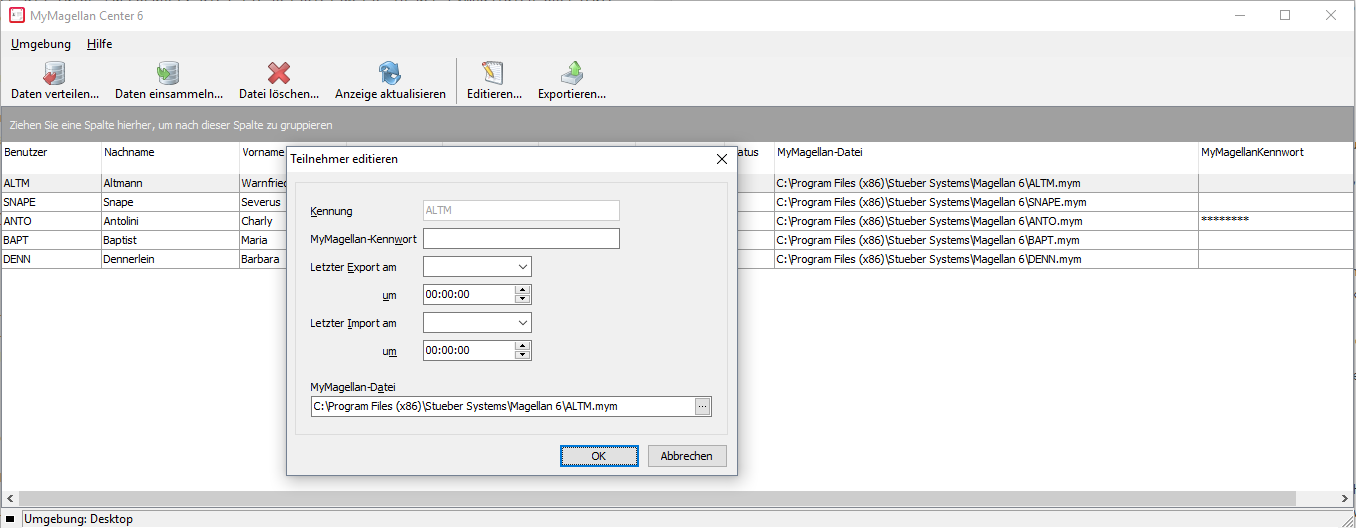 MyMagellan Center 6
Umgebung Hilfe
Daten verteilen... Daten einsammeln... Datei löschen... Anzeige aktualisieren Editieren... Exportieren...
Ziehen Sie eine Spalte hierher, um nach dieser Spalte zu gruppieren
Benutzer Nachname Vorname atus MyMagellan-Datei MyMagellanKennwort
ALTM Altmann Warnfried C:\Program Files (x86)\Stueber Systems\Magellan 6\ALTM.mym
SNAPE Snape Severus C:\Program Files (x86)\Stueber Systems\Magellan 6\SNAPE.mym
ANTO Antolini Charly C:\Program Files (x86)\Stueber Systems\Magellan 6\ANTO.mym ********
BAPT Baptist Maria C:\Program Files (x86)\Stueber Systems\Magellan 6\BAPT.mym
DENN Dennerlein Barbara C:\Program Files (x86)\Stueber Systems\Magellan 6\DENN.mym
Teilnehmer editieren
Kennung ALTM
MyMagellan-Kennwort
Letzter Export am
um 00:00:00
Letzter Import am
um 00:00:00
MyMagellan-Datei
C:\Program Files (x86)\Stueber Systems\Magellan 6\ALTM.mym ...
OK Abbrechen
Umgebung: Desktop